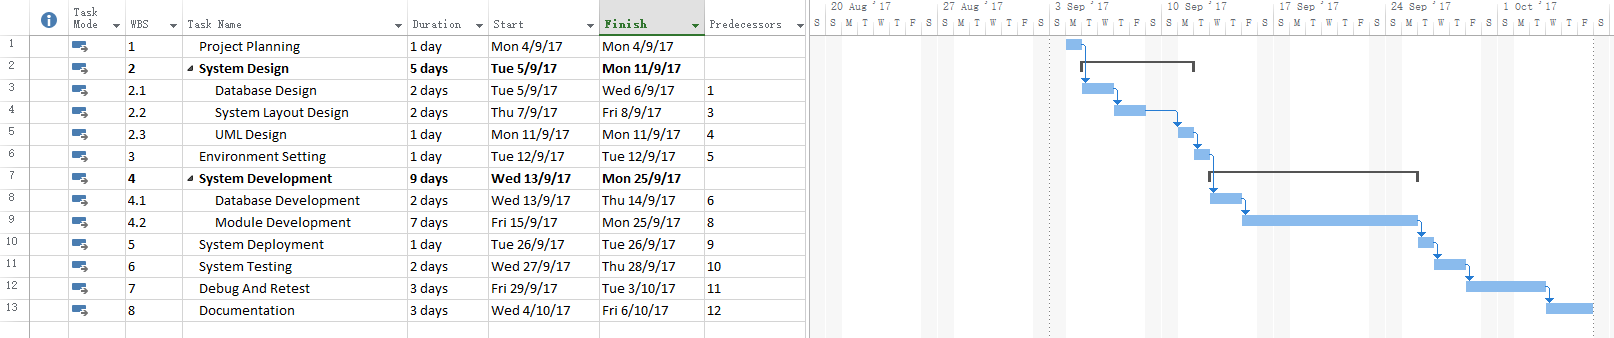 20 Aug '17 27 Aug '17 3 Sep '17 10 Sep '17 17 Sep '17 24 Sep '17 1 Oct '17
Task Mode WBS Task Name Duration Start Finish Predecessors S S M T W T F S S M T W T F S S M T W T F S S M T W T F S S M T W T F S S M T W T F S S M T W T F S
1 1 Project Planning 1 day Mon 4/9/17 Mon 4/9/17
2 2 System Design 5 days Tue 5/9/17 Mon 11/9/17
3 2.1 Database Design 2 days Tue 5/9/17 Wed 6/9/17 1
4 2.2 System Layout Design 2 days Thu 7/9/17 Fri 8/9/17 3
5 2.3 UML Design 1 day Mon 11/9/17 Mon 11/9/17 4
6 3 Environment Setting 1 day Tue 12/9/17 Tue 12/9/17 5
7 4 System Development 9 days Wed 13/9/17 Mon 25/9/17
8 4.1 Database Development 2 days Wed 13/9/17 Thu 14/9/17 6
9 4.2 Module Development 7 days Fri 15/9/17 Mon 25/9/17 8
10 5 System Deployment 1 day Tue 26/9/17 Tue 26/9/17 9
11 6 System Testing 2 days Wed 27/9/17 Thu 28/9/17 10
12 7 Debug And Retest 3 days Fri 29/9/17 Tue 3/10/17 11
13 8 Documentation 3 days Wed 4/10/17 Fri 6/10/17 12